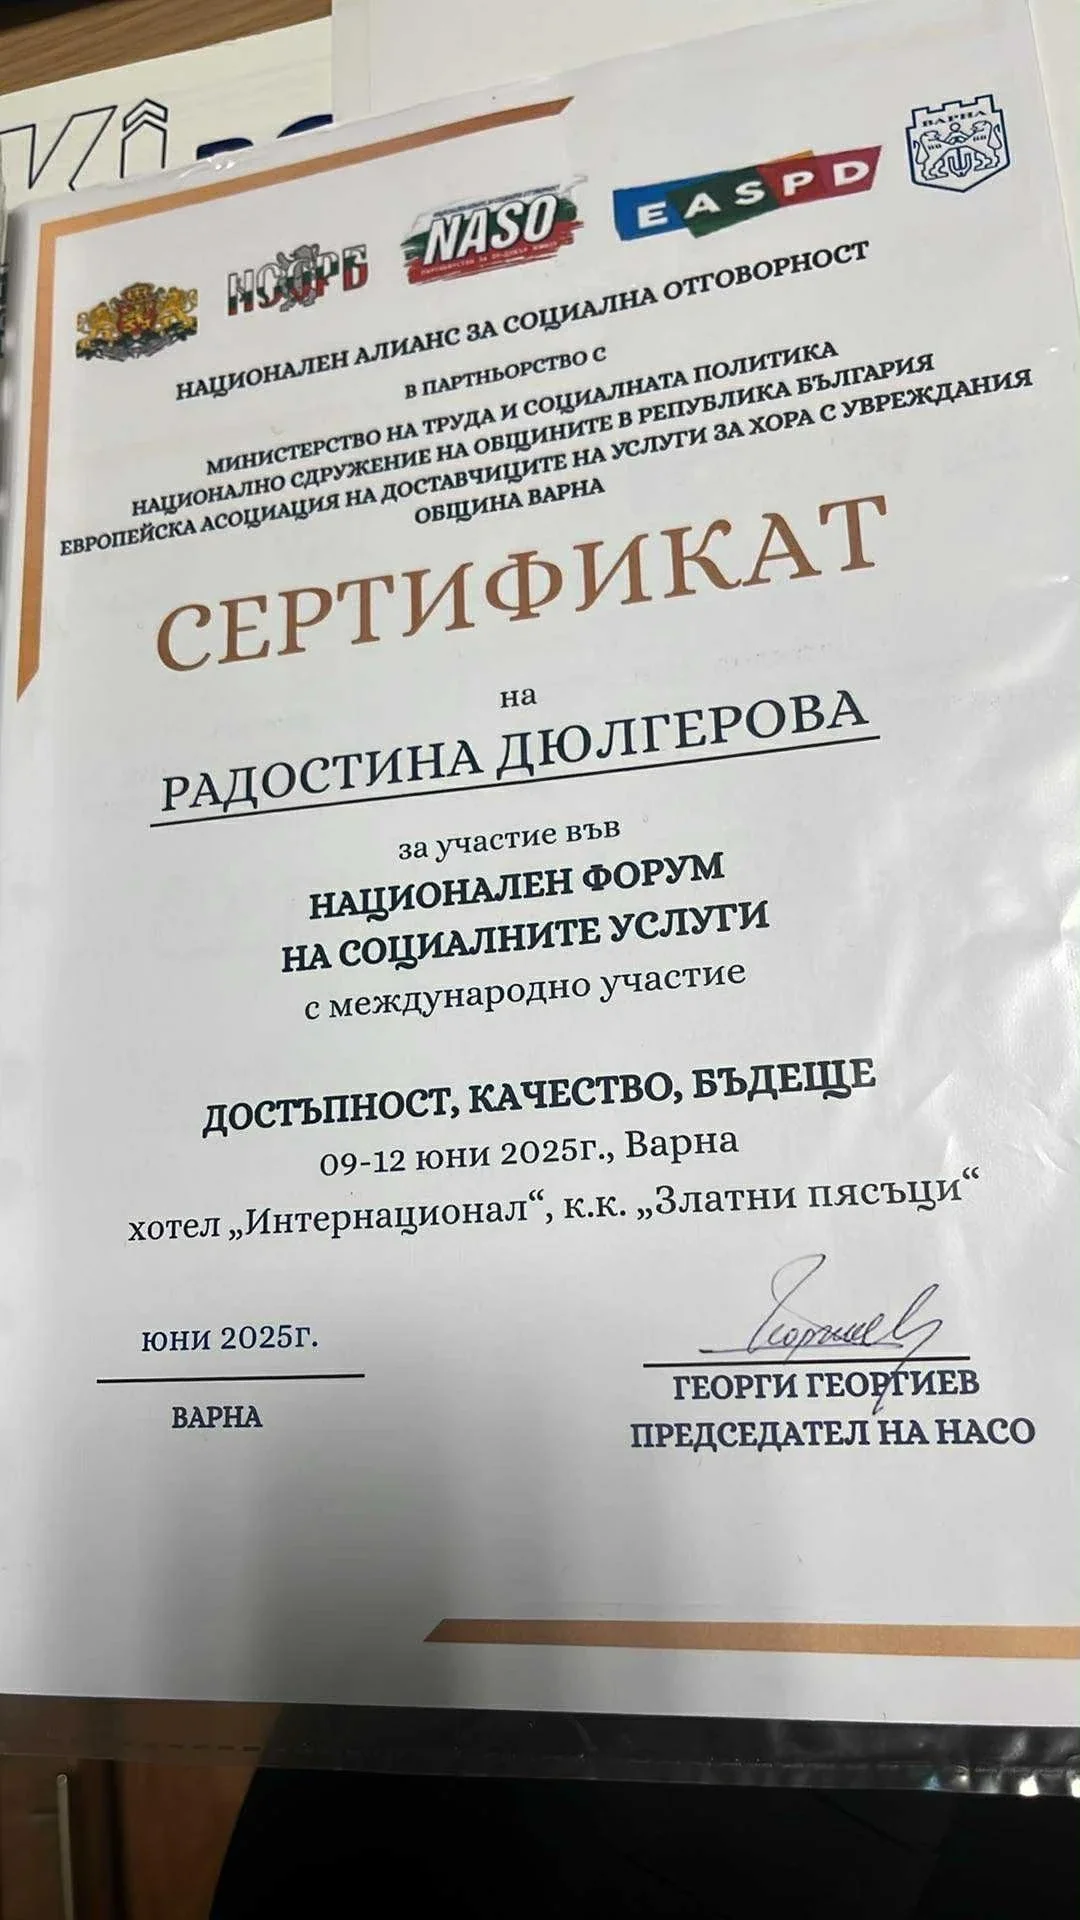 ВАРНА
EASPD
NASO
НСОРБ
НАЦИОНАЛЕН АЛИАНС ЗА СОЦИАЛНА ОТГОВОРНОСТ
В ПАРТНЬОРСТВО С
МИНИСТЕРСТВО НА ТРУДА И СОЦИАЛНАТА ПОЛИТИКА
НАЦИОНАЛНО СДРУЖЕНИЕ НА ОБЩИНИТЕ В РЕПУБЛИКА БЪЛГАРИЯ
ЕВРОПЕЙСКА АСОЦИАЦИЯ НА ДОСТАВЧИЦИТЕ НА УСЛУГИ ЗА ХОРА С УВРЕЖДАНИЯ
ОБЩИНА ВАРНА
СЕРТИФИКАТ
на
РАДОСТИНА ДЮЛГЕРОВА
за участие във
НАЦИОНАЛЕН ФОРУМ
НА СОЦИАЛНИТЕ УСЛУГИ
с международно участие
ДОСТЪПНОСТ, КАЧЕСТВО, БЪДЕЩЕ
09-12 юни 2025г., Варна
хотел „Интернационал“, к.к. „Златни пясъци“
ЮНИ 2025г.
ВАРНА
ГЕОРГИ ГЕОРГИЕВ
ПРЕДСЕДАТЕЛ НА НАСО